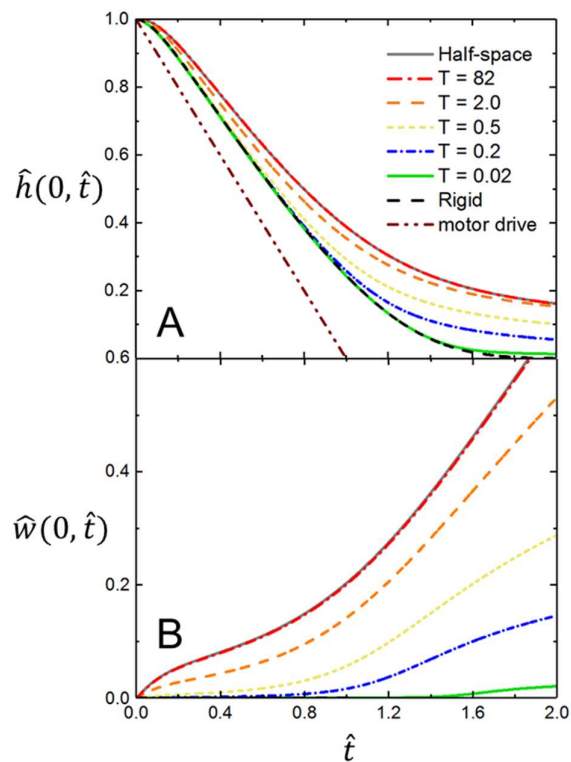 1.0
Half-space
T = 82
0.8
T = 2.0
T = 0.5
0.6
T = 0.2
T = 0.02
ĥ(0, t̂)
Rigid
motor drive
0.4
0.2
A
0.6
0.4
ŵ(0, t̂)
0.2
B
0.0
0.0 0.4 0.8 1.2 1.6 2.0
t̂